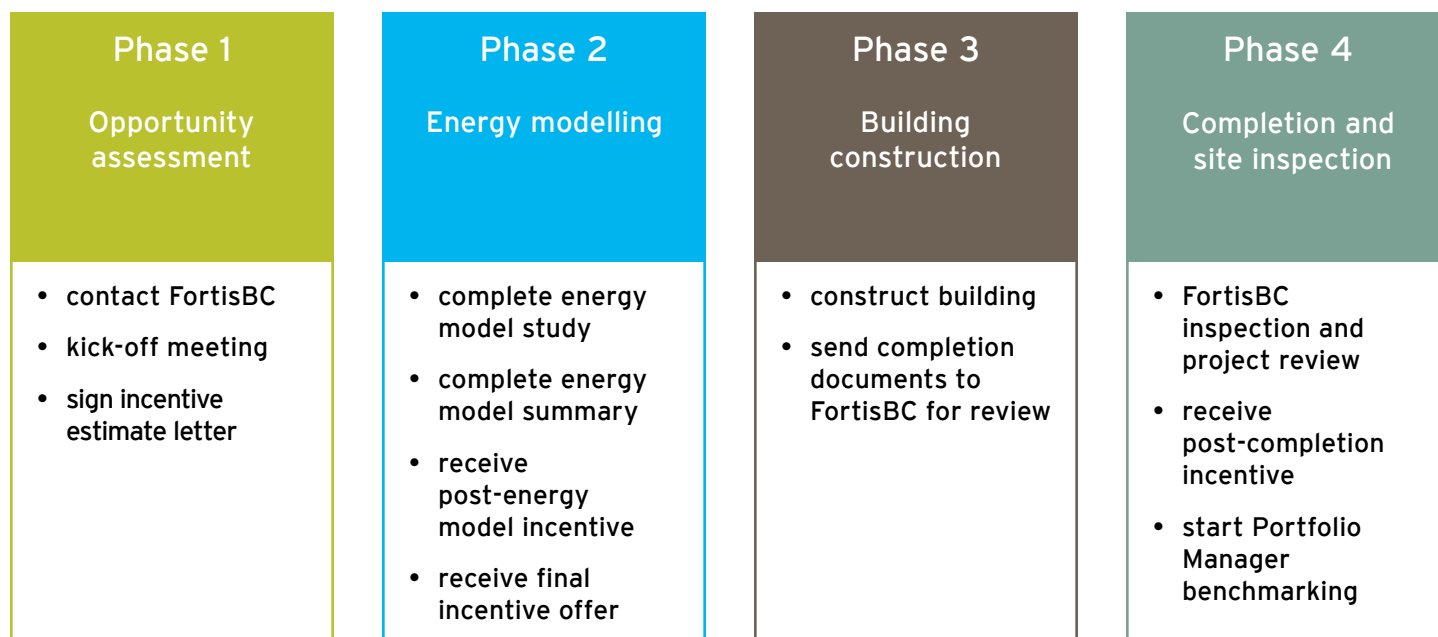 Phase 1
Opportunity
assessment
• contact FortisBC
• kick-off meeting
• sign incentive
estimate letter
Phase 2
Energy modelling
• complete energy
model study
• complete energy
model summary
• receive
post-energy
model incentive
• receive final
incentive offer
Phase 3
Building
construction
• construct building
• send completion
documents to
FortisBC for review
Phase 4
Completion and
site inspection
• FortisBC
inspection and
project review
• receive
post-completion
incentive
• start Portfolio
Manager
benchmarking